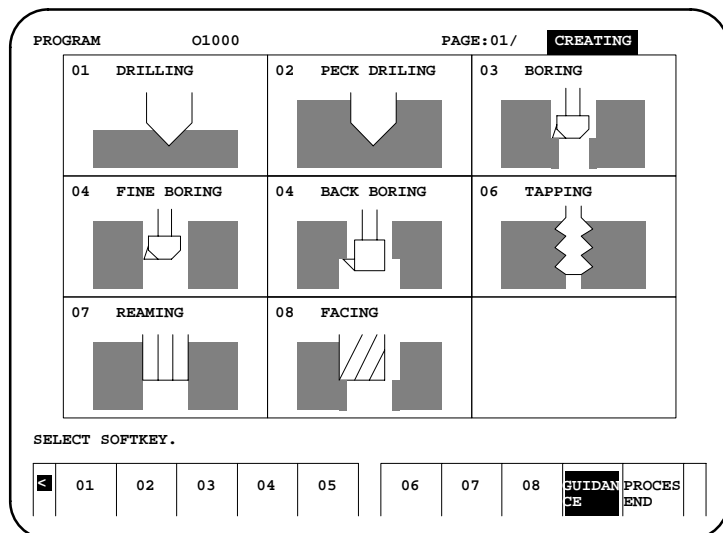 PROGRAM O1000 PAGE:01/ CREATING
01 DRILLING 02 PECK DRILING 03 BORING
04 FINE BORING 04 BACK BORING 06 TAPPING
07 REAMING 08 FACING
SELECT SOFTKEY.
< 01 02 03 04 05 06 07 08 GUIDAN PROCES
CE END